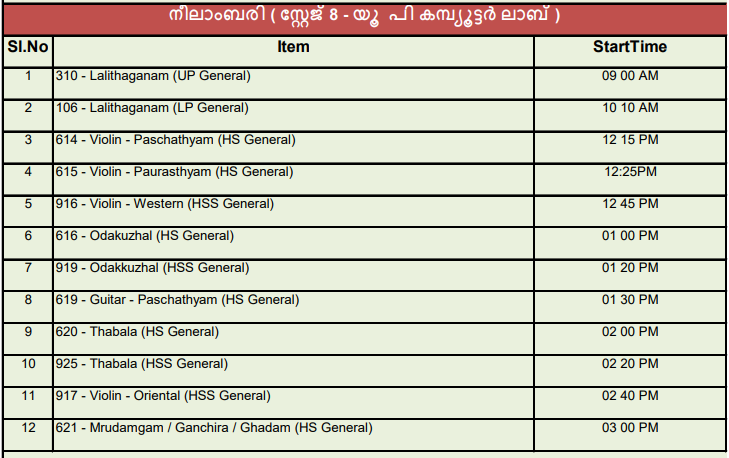 നീലാംബരി ( സ്റ്റേജ് 8 - യൂ പി കമ്പ്യൂട്ടർ ലാബ് )
Sl.No Item StartTime
1 310 - Lalithaganam (UP General) 09 00 AM
2 106 - Lalithaganam (LP General) 10 10 AM
3 614 - Violin - Paschathyam (HS General) 12 15 PM
4 615 - Violin - Paurasthyam (HS General) 12:25PM
5 916 - Violin - Western (HSS General) 12 45 PM
6 616 - Odakuzhal (HS General) 01 00 PM
7 919 - Odakkuzhal (HSS General) 01 20 PM
8 619 - Guitar - Paschathyam (HS General) 01 30 PM
9 620 - Thabala (HS General) 02 00 PM
10 925 - Thabala (HSS General) 02 20 PM
11 917 - Violin - Oriental (HSS General) 02 40 PM
12 621 - Mrudamgam / Ganchira / Ghadam (HS General) 03 00 PM